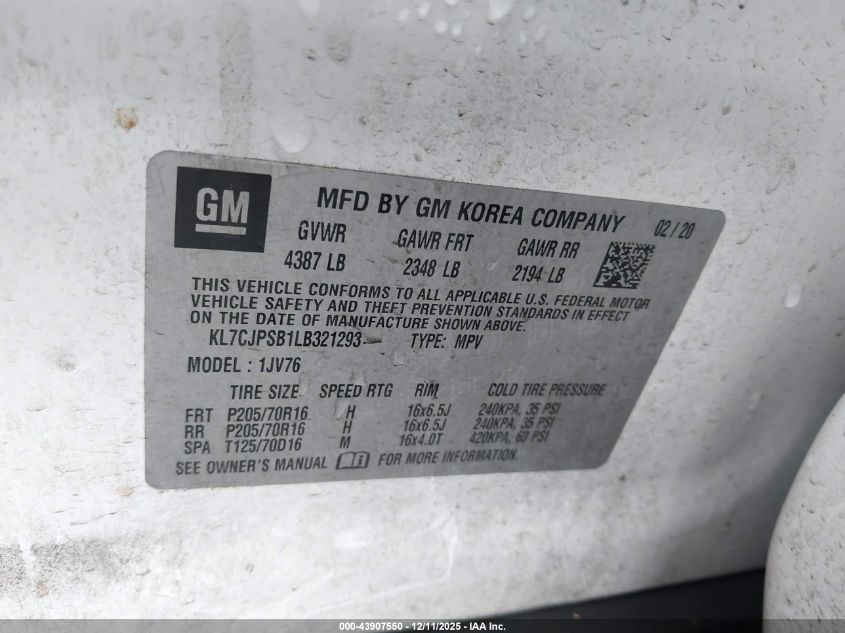 GM
MFD BY GM KOREA COMPANY 02/20
GVWR GAWR FRT GAWR RR
4387 LB 2348 LB 2194 LB
THIS VEHICLE CONFORMS TO ALL APPLICABLE U.S. FEDERAL MOTOR
VEHICLE SAFETY AND THEFT PREVENTION STANDARDS IN EFFECT
ON THE DATE OF MANUFACTURE SHOWN ABOVE.
KL7CJPSB1LB321293 TYPE: MPV
MODEL : 1JV76
TIRE SIZE SPEED RTG RIM COLD TIRE PRESSURE
FRT P205/70R16 H 16x6.5J 240KPA, 35 PSI
RR P205/70R16 H 16x6.5J 240KPA, 35 PSI
SPA T125/70D16 M 16x4.0T 420KPA, 60 PSI
SEE OWNER'S MANUAL FOR MORE INFORMATION.
000-43907550 - 12/11/2025 - IAA Inc.